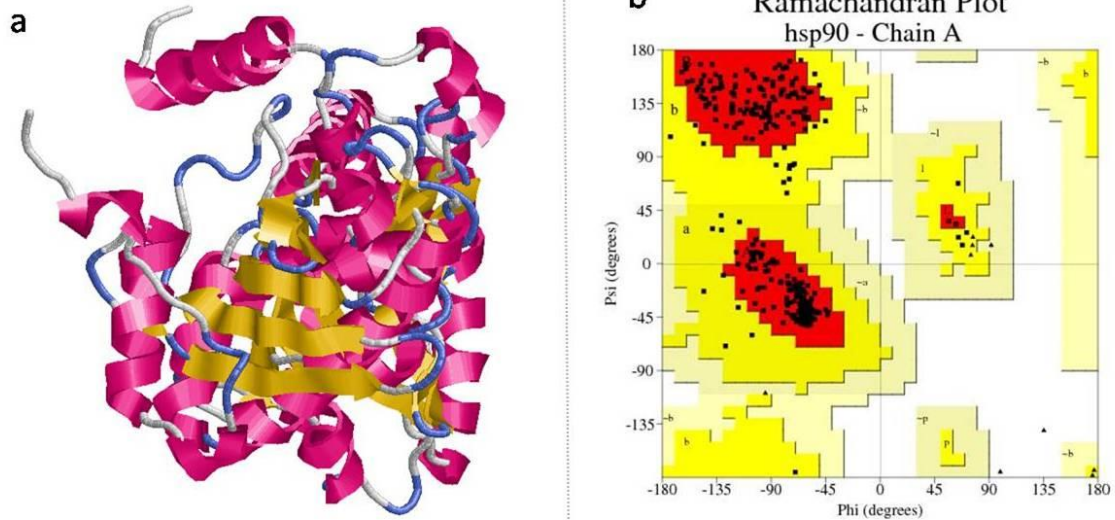 a
b
Ramachandran Plot
hsp90 - Chain A
180
135
90
45
0
-45
-90
-135
Psi (degrees)
b
~b
~b
b
~l
l
a
~a
~b
b
~p
p
~b
-180 -135 -90 -45 0 45 90 135 180
Phi (degrees)